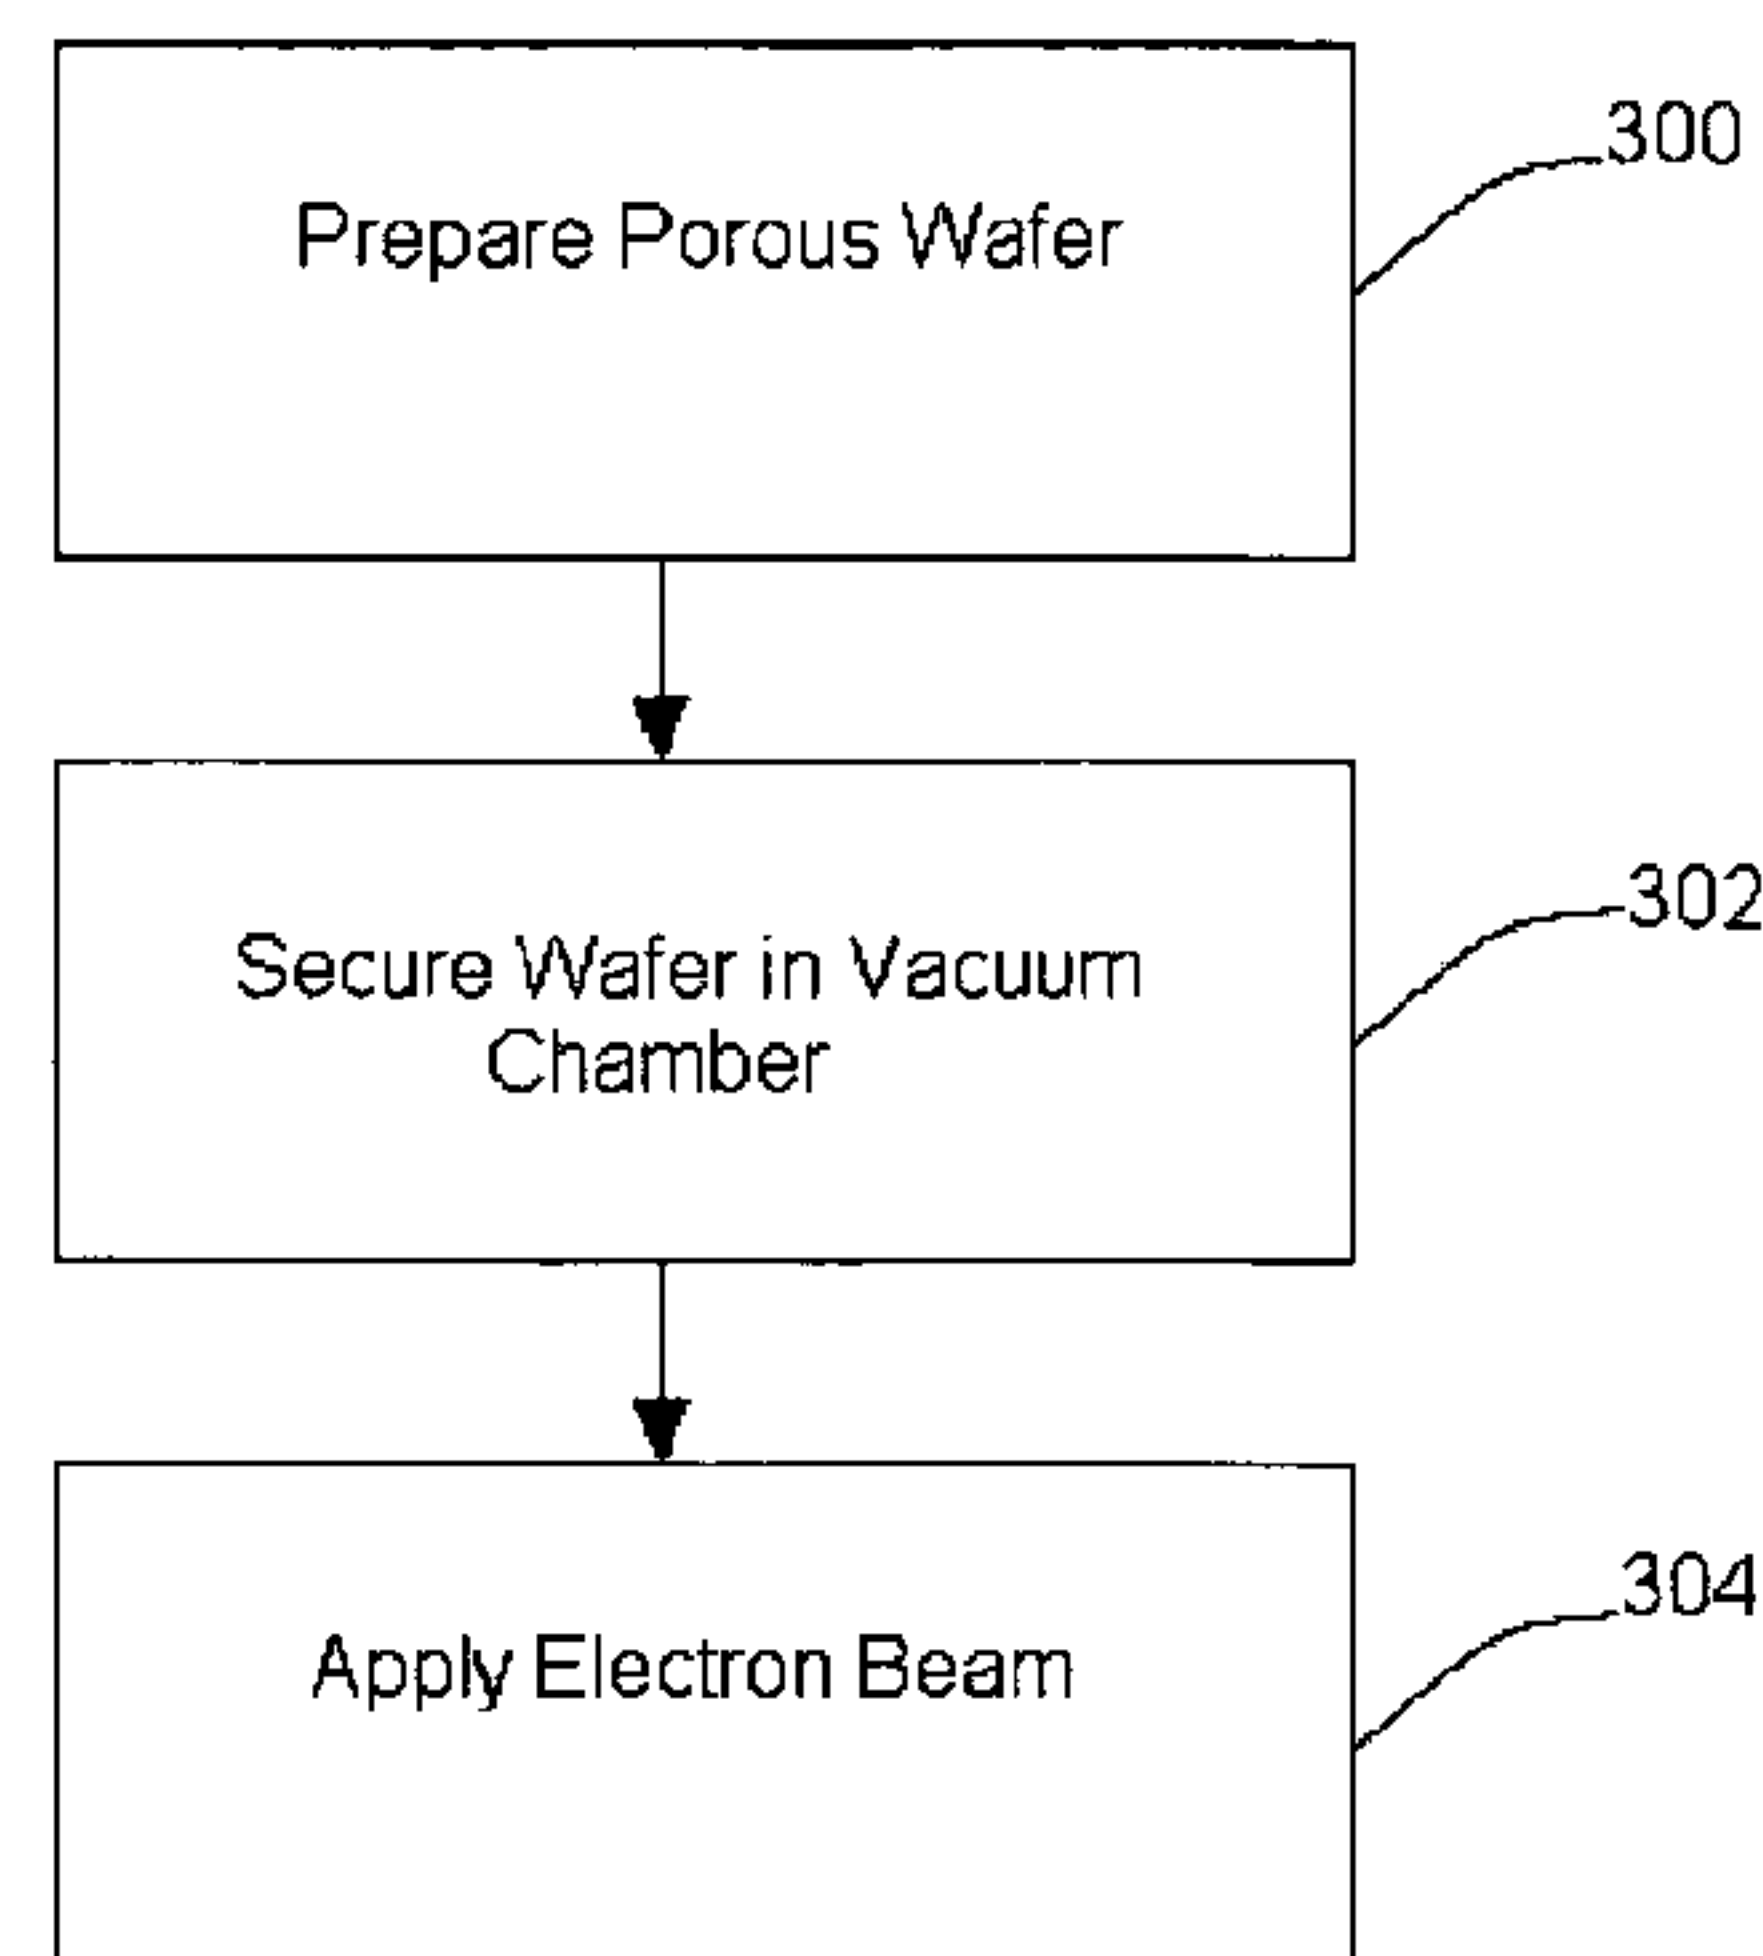 300
Prepare Porous Wafer
302
Secure Wafer in Vacuum
Chamber
304
Apply Electron Beam